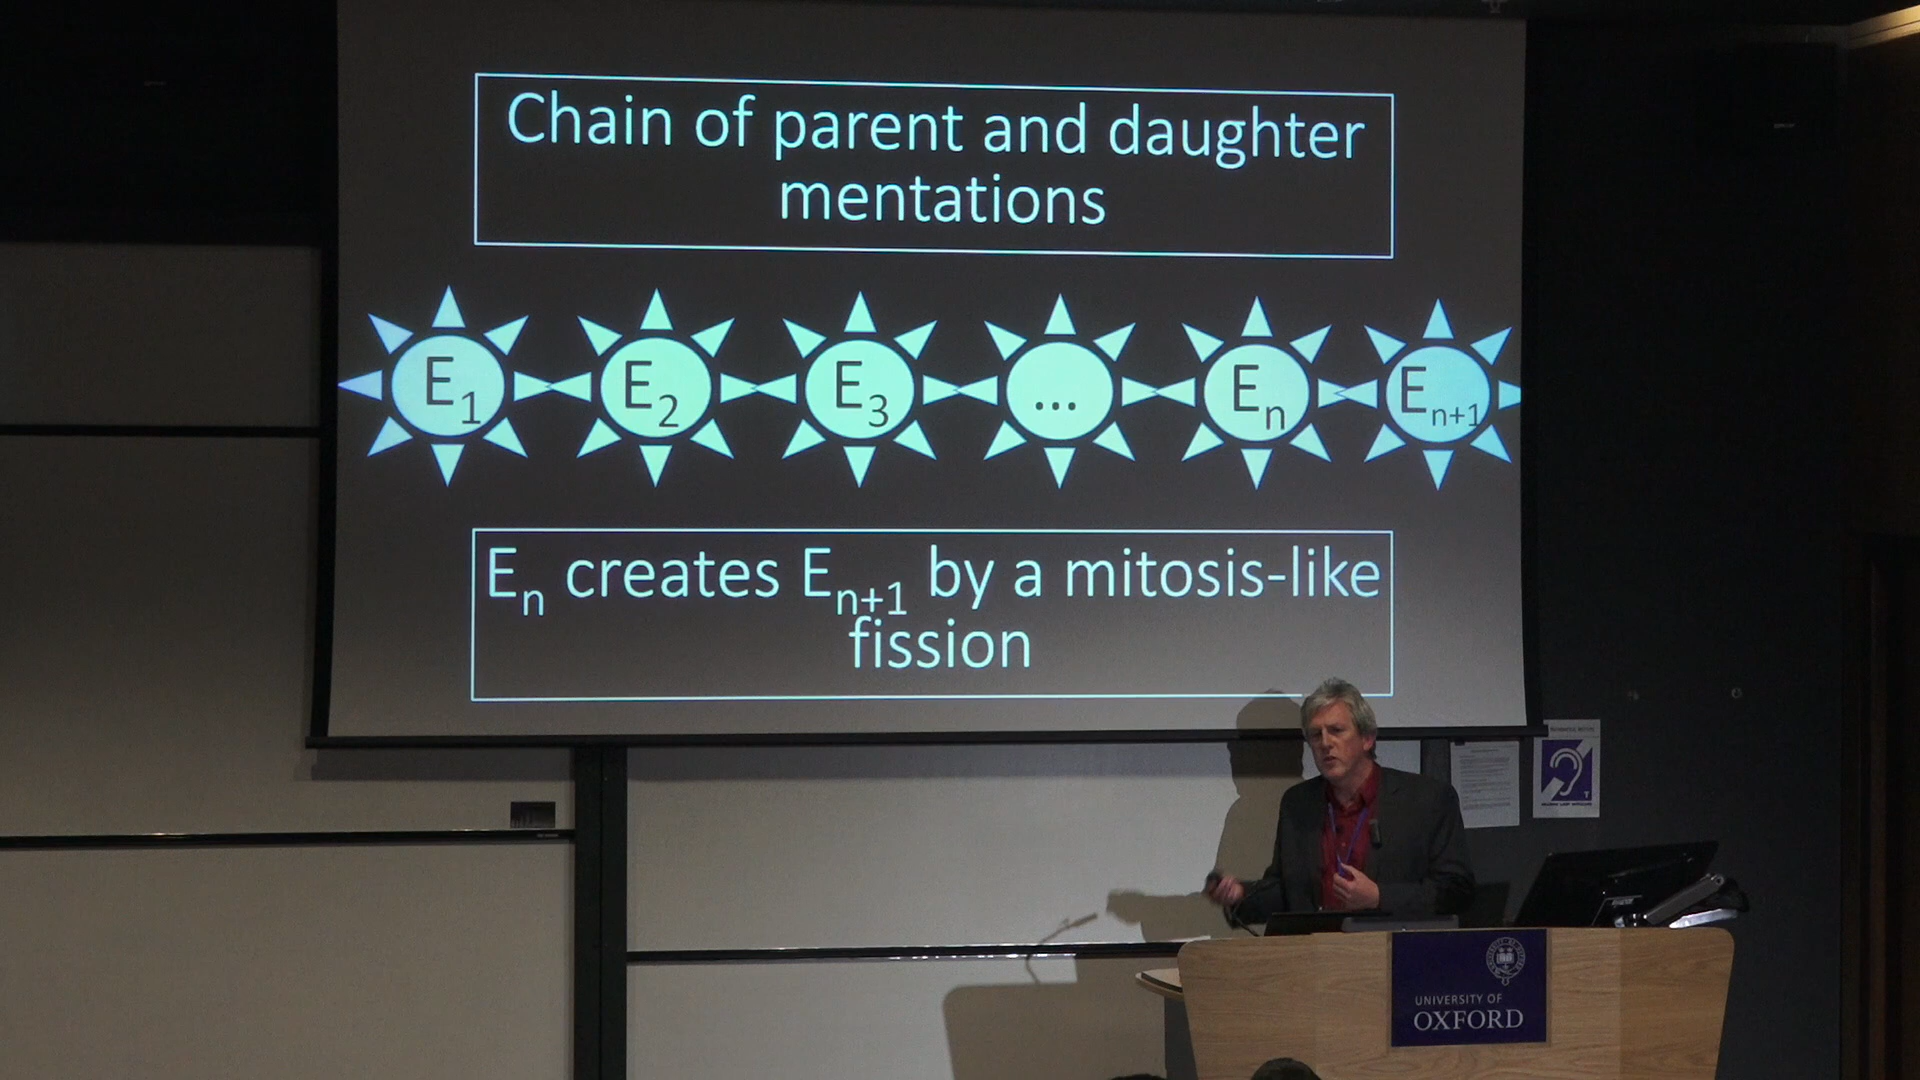 Chain of parent and daughter
mentations
E1 E2 E3 ... En En+1
En creates En+1 by a mitosis-like
fission
T
UNIVERSITY OF
OXFORD